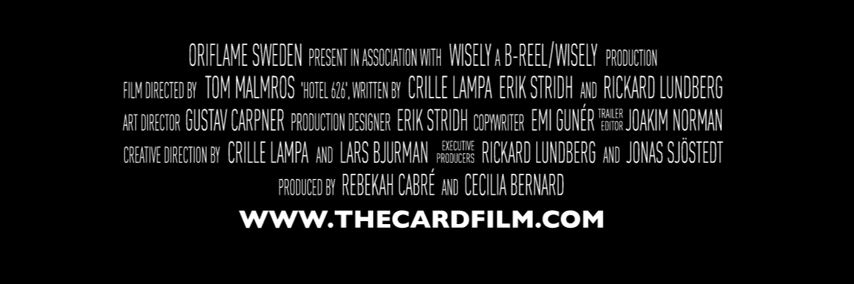 ORIFLAME SWEDEN PRESENT IN ASSOCIATION WITH WISELY A B-REEL/WISELY PRODUCTION
FILM DIRECTED BY TOM MALMROS 'HOTEL 626', WRITTEN BY CRILLE LAMPA ERIK STRIDH AND RICKARD LUNDBERG
ART DIRECTOR GUSTAV CARPNER PRODUCTION DESIGNER ERIK STRIDH COPYWRITER EMI GUNÉR TRAILER EDITOR JOAKIM NORMAN
CREATIVE DIRECTION BY CRILLE LAMPA AND LARS BJURMAN EXECUTIVE PRODUCERS RICKARD LUNDBERG AND JONAS SJÖSTEDT
PRODUCED BY REBEKAH CABRÉ AND CECILIA BERNARD
WWW.THECARDFILM.COM